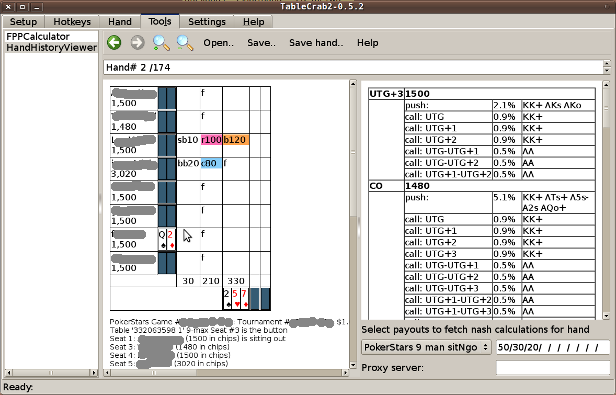 TableCrab2-0.5.2
Setup Hotkeys Hand Tools Settings Help
FPPCalculator
HandHistoryViewer
Open.. Save.. Save hand.. Help
Hand# 2 /174
f
1,500
f
1,480
sb10 r100 b120
1,500
bb20 c80 f
3,020
f
1,500
f
1,500
Q 2 f
1,500
f
1,500
30 210 330
2 5 7
PokerStars Game # Tournament # $1.
Table '332063598 1' 9 max Seat #3 is the button
Seat 1: (1500 in chips) is sitting out
Seat 3: (1480 in chips)
Seat 4: (1500 in chips)
Seat 5: (3020 in chips)
UTG+3 1500
push: 2.1% KK+ AKs AKo
call: UTG 0.9% KK+
call: UTG+1 0.9% KK+
call: UTG+2 0.9% KK+
call: UTG-UTG+1 0.5% AA
call: UTG-UTG+2 0.5% AA
call: UTG+1-UTG+2 0.5% AA
CO 1480
push: 5.1% KK+ ATs+ A5s-
A2s AQo+
call: UTG 0.9% KK+
call: UTG+1 0.9% KK+
call: UTG+2 0.9% KK+
call: UTG+3 0.9% KK+
call: UTG-UTG+1 0.5% AA
call: UTG-UTG+2 0.5% AA
call: UTG-UTG+3 0.5% AA
call: UTG+1-UTG+2 0.5% AA
call: UTG+1-UTG+3 0.5% AA
Select payouts to fetch nash calculations for hand
PokerStars 9 man sitNgo 50/30/20/ / / / / / /
Proxy server:
Ready: